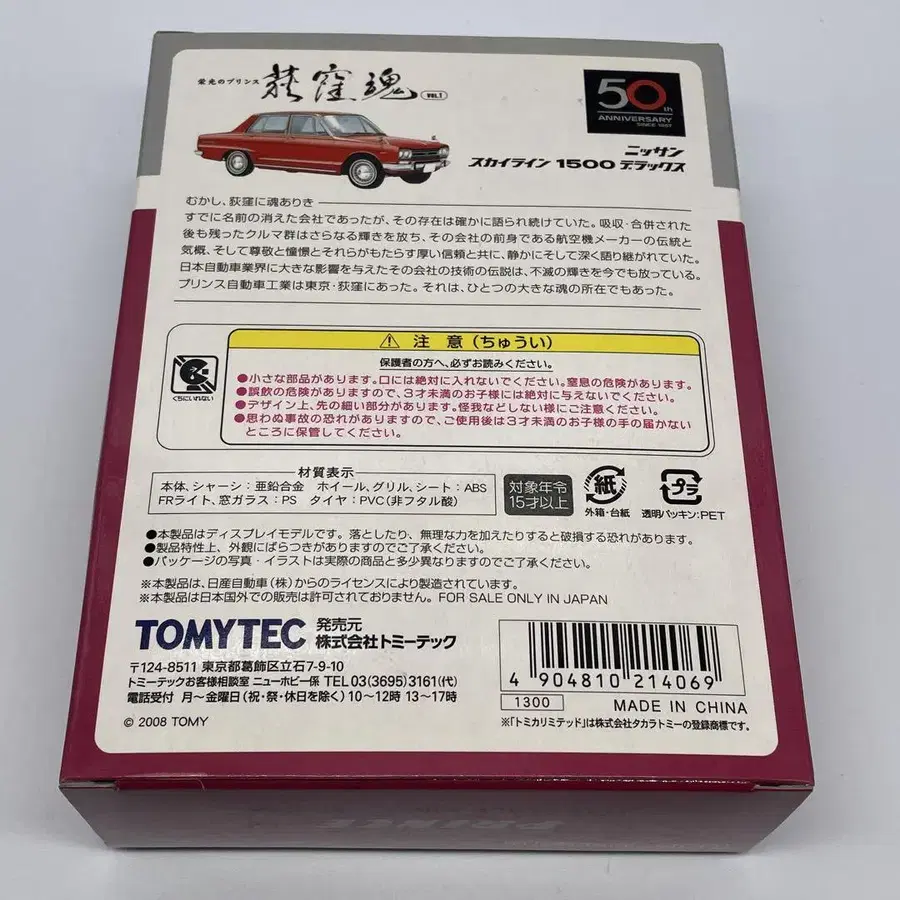 栄光のプリンス 荻窪魂 VOL.1
50th
ANNIVERSARY
SINCE 1957
ニッサン
スカイライン 1500 デラックス
むかし、荻窪に魂ありき
すでに名前の消えた会社であったが、その存在は確かに語られ続けていた。吸収・合併された
後も残ったクルマ群はさらなる輝きを放ち、その会社の前身である航空機メーカーの伝統と
気概、そして尊敬と憧憬とそれらがもたらす厚い信頼と共に、静かにそして深く語り継がれていた。
日本自動車業界に大きな影響を与えたその会社の技術の伝説は、不滅の輝きを今でも放っている。
プリンス自動車工業は東京・荻窪にあった。それは、ひとつの大きな魂の所在でもあった。
注 意(ちゅうい)
保護者の方へ、必ずお読みください。
くちにいれない
●小さな部品があります。口には絶対に入れないでください。窒息の危険があります。
●誤飲の危険がありますので、3才未満のお子様には絶対に与えないでください。
●デザイン上、先の細い部分があります。怪我などしない様にご注意ください。
●思わぬ事故の恐れがありますので、ご使用後は3才未満のお子様の手の届かない
ところに保管してください。
材質表示
本体、シャーシ:亜鉛合金 ホイール、グリル、シート:ABS
FRライト、窓ガラス:PS タイヤ:PVC(非フタル酸)
対象年令
15才以上
紙
外箱・台紙
プラ
透明パッキン:PET
●本製品はディスプレイモデルです。落としたり、無理な力を加えたりすると破損する恐れがあります。
●製品特性上、外観にばらつきがありますのでご了承ください。
●パッケージの写真・イラストは実際の商品と多少異なりますのでご了承ください。
※本製品は、日産自動車(株)からのライセンスにより製造されています。
※本製品は日本国外での販売は許可されておりません。FOR SALE ONLY IN JAPAN
TOMYTEC 発売元
株式会社トミーテック
〒124-8511 東京都葛飾区立石7-9-10
トミーテックお客様相談室 ニューホビー係 TEL 03(3695)3161(代)
電話受付 月〜金曜日(祝・祭・休日を除く)10〜12時 13〜17時
© 2008 TOMY
4 904810 214069
1300
MADE IN CHINA
※「トミカリミテッド」は株式会社タカラトミーの登録商標です。
PRINCE